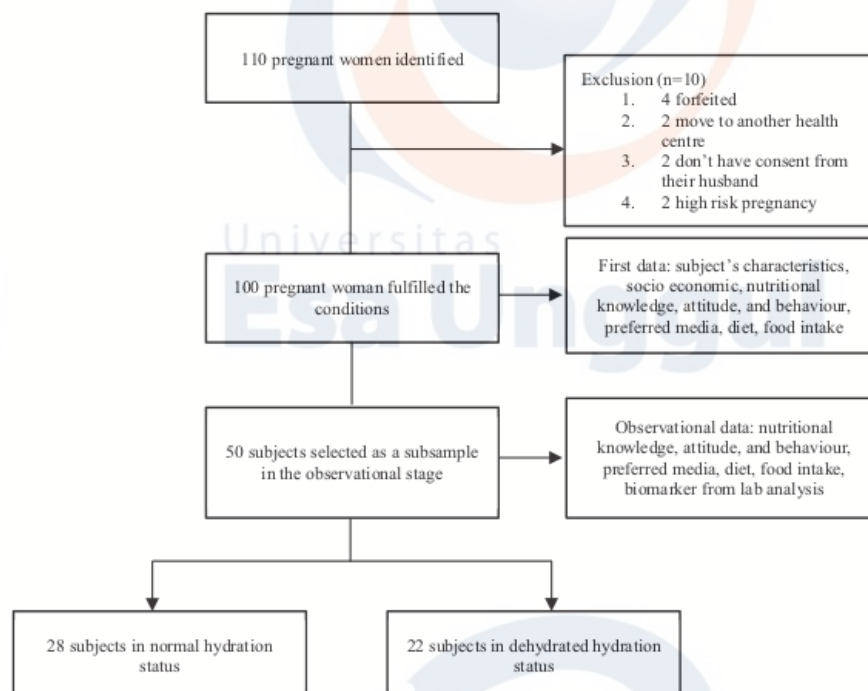 110 pregnant women identified
Exclusion (n=10)
1. 4 forfeited
2. 2 move to another health
centre
3. 2 don't have consent from
their husband
4. 2 high risk pregnancy
Universitas
Esa Unggul
100 pregnant woman fulfilled the
conditions
First data: subject's characteristics,
socio economic, nutritional
knowledge, attitude, and behaviour,
preferred media, diet, food intake
50 subjects selected as a subsample
in the observational stage
Observational data: nutritional
knowledge, attitude, and behaviour,
preferred media, diet, food intake,
biomarker from lab analysis
28 subjects in normal hydration
status
22 subjects in dehydrated hydration
status